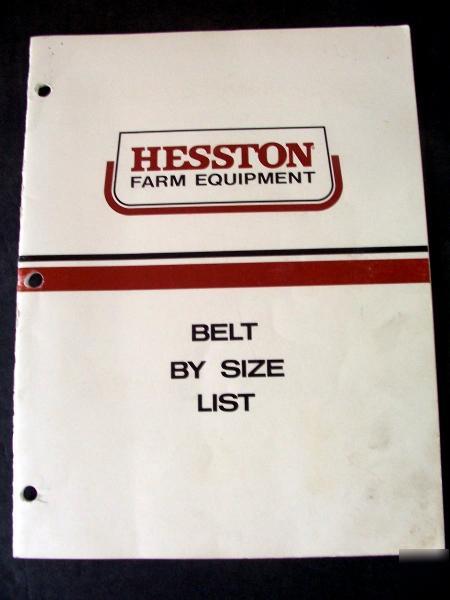 HESSTON
FARM EQUIPMENT
BELT
BY SIZE
LIST